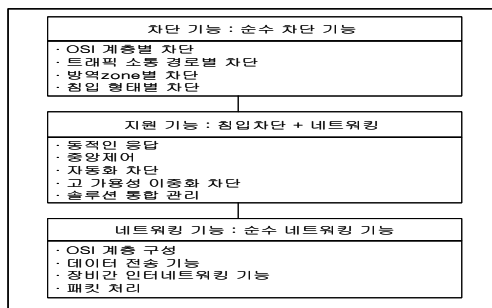 차단 기능 : 순수 차단 기능
· OSI 계층별 차단
· 트래픽 소통 경로별 차단
· 방역zone별 차단
· 침입 형태별 차단
지원 기능 : 침입차단 + 네트워킹
· 동적인 응답
· 중앙제어
· 자동화 차단
· 고 가용성 이중화 차단
· 솔루션 통합 관리
네트워킹 기능 : 순수 네트워킹 기능
· OSI 계층 구성
· 데이터 전송 기능
· 장비간 인터네트워킹 기능
· 패킷 처리